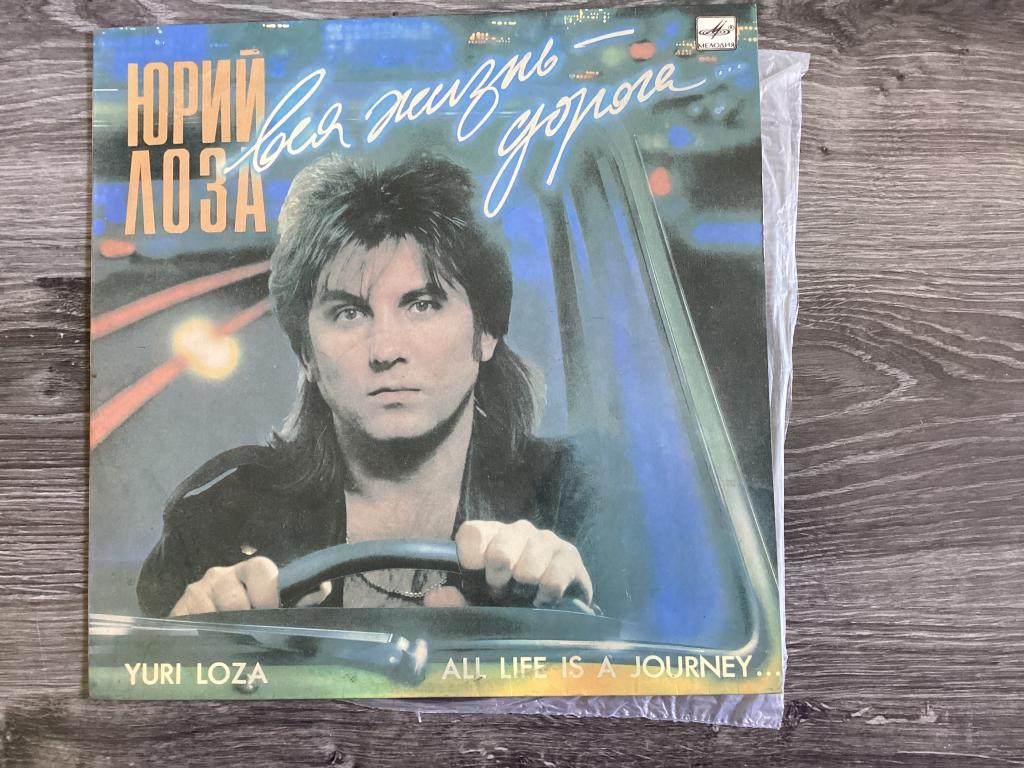 МЕЛОДИЯ
ЮРИЙ
ЛОЗА
вся жизнь –
дорога...
YURI LOZA
ALL LIFE IS A JOURNEY...